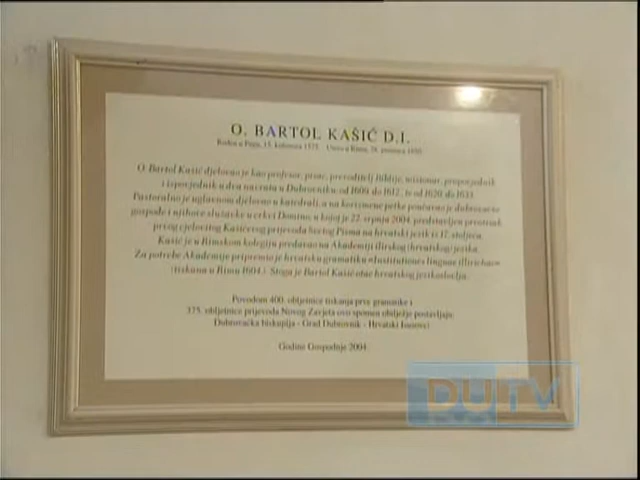 O. BARTOL KAŠIĆ D.I.
Rođen u Pagu, 15. kolovoza 1575. Umro u Rimu, 28. prosinca 1650.
O. Bartol Kašić djelovao je kao profesor, pisac, prevoditelj Biblije, misionar, propovjednik
i ispovjednik u dva navrata u Dubrovniku: od 1609. do 1612. te od 1620. do 1633.
Pastoralno je uglavnom djelovao u katedrali, a na korizmene petke poučavao je dubrovačke
gospođe i njihove služavke u crkvi Domino, u kojoj je 22. srpnja 2004. predstavljen prvotisak
prvog cjelovitog Kašićevog prijevoda Svetog Pisma na hrvatski jezik iz 17. stoljeća.
Kašić je u Rimskom kolegiju predavao na Akademiji ilirskog (hrvatskog) jezika.
Za potrebe Akademije pripremio je hrvatsku gramatiku »Institutiones linguae illyricae«
(tiskana u Rimu 1604.). Stoga je Bartol Kašić otac hrvatskog jezikoslovlja.
Povodom 400. obljetnice tiskanja prve gramatike i
375. obljetnice prijevoda Novog Zavjeta ovo spomen obilježje postavljaju
Dubrovačka biskupija - Grad Dubrovnik - Hrvatski Isusovci
Godine Gospodnje 2004.
DUTV